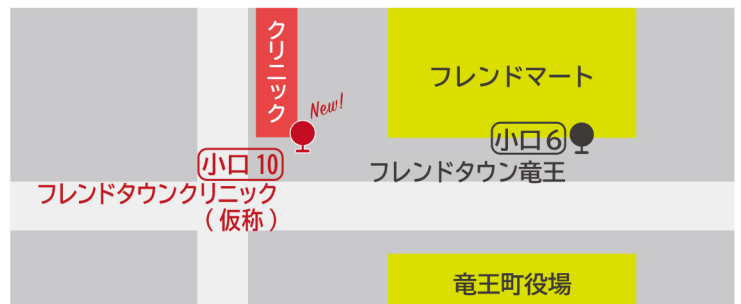 クリニック
New!
フレンドマート
小口10
フレンドタウンクリニック
(仮称)
小口6
フレンドタウン竜王
竜王町役場